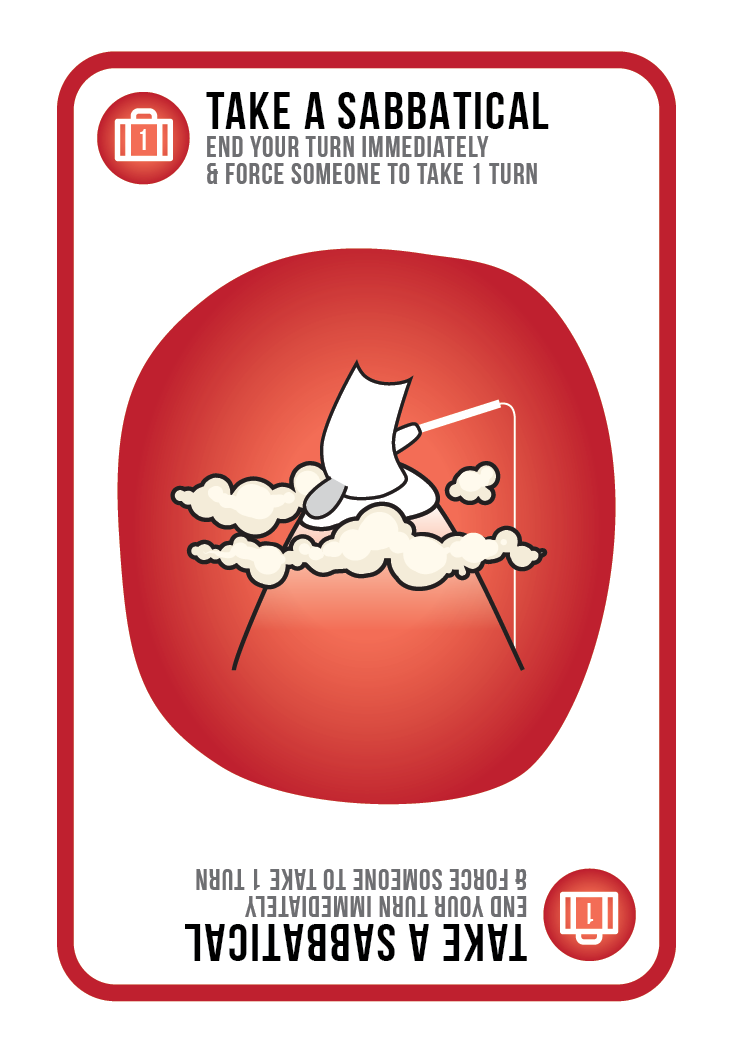 1
TAKE A SABBATICAL
END YOUR TURN IMMEDIATELY
& FORCE SOMEONE TO TAKE 1 TURN
1
TAKE A SABBATICAL
END YOUR TURN IMMEDIATELY
& FORCE SOMEONE TO TAKE 1 TURN